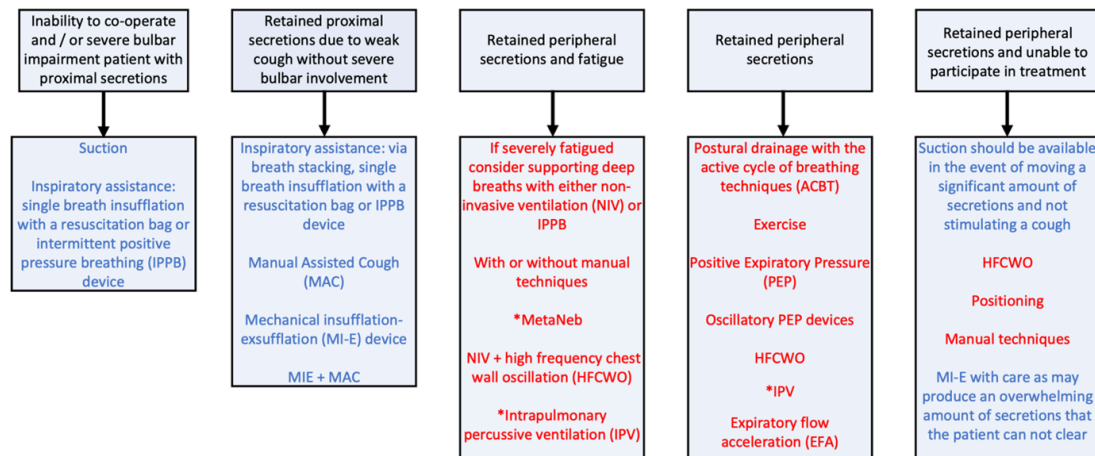 Inability to co-operate
and / or severe bulbar
impairment patient with
proximal secretions
Suction
Inspiratory assistance:
single breath insufflation
with a resuscitation bag or
intermittent positive
pressure breathing (IPPB)
device
Retained proximal
secretions due to weak
cough without severe
bulbar involvement
Inspiratory assistance: via
breath stacking, single
breath insufflation with a
resuscitation bag or IPPB
device
Manual Assisted Cough
(MAC)
Mechanical insufflation-
exsufflation (MI-E) device
MIE + MAC
Retained peripheral
secretions and fatigue
If severely fatigued
consider supporting deep
breaths with either non-
invasive ventilation (NIV) or
IPPB
With or without manual
techniques
*MetaNeb
NIV + high frequency chest
wall oscillation (HFCWO)
*Intrapulmonary
percussive ventilation (IPV)
Retained peripheral
secretions
Postural drainage with the
active cycle of breathing
techniques (ACBT)
Exercise
Positive Expiratory Pressure
(PEP)
Oscillatory PEP devices
HFCWO
*IPV
Expiratory flow
acceleration (EFA)
Retained peripheral
secretions and unable to
participate in treatment
Suction should be available
in the event of moving a
significant amount of
secretions and not
stimulating a cough
HFCWO
Positioning
Manual techniques
MI-E with care as may
produce an overwhelming
amount of secretions that
the patient can not clear